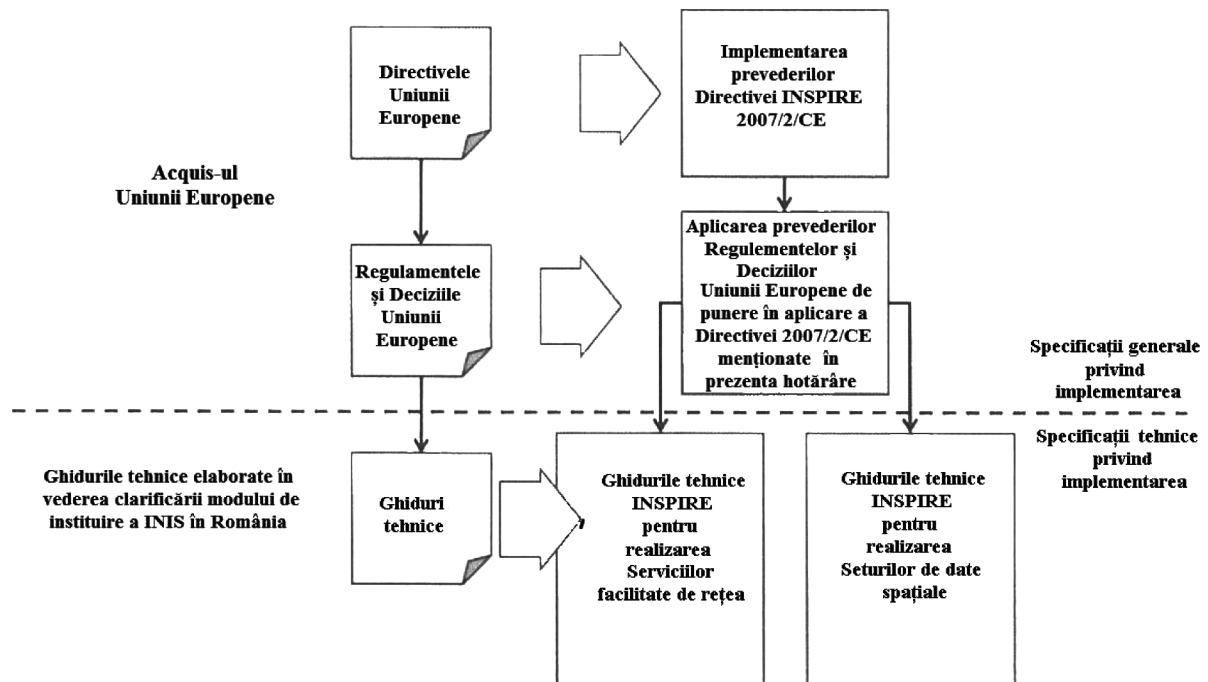 Directivele
Uniunii
Europene
Implementarea
prevederilor
Directivei INSPIRE
2007/2/CE
Acquis-ul
Uniunii Europene
Regulamentele
și Deciziile
Uniunii
Europene
Aplicarea prevederilor
Regulementelor și
Deciziilor
Uniunii Europene de
punere în aplicare a
Directivei 2007/2/CE
menționate în
prezenta hotărâre
Specificații generale
privind
implementarea
Specificații tehnice
privind
implementarea
Ghidurile tehnice elaborate în
vederea clarificării modului de
instituire a INIS în România
Ghiduri
tehnice
Ghidurile tehnice
INSPIRE
pentru
realizarea
Serviciilor
facilitate de rețea
Ghidurile tehnice
INSPIRE
pentru
realizarea
Seturilor de date
spațiale